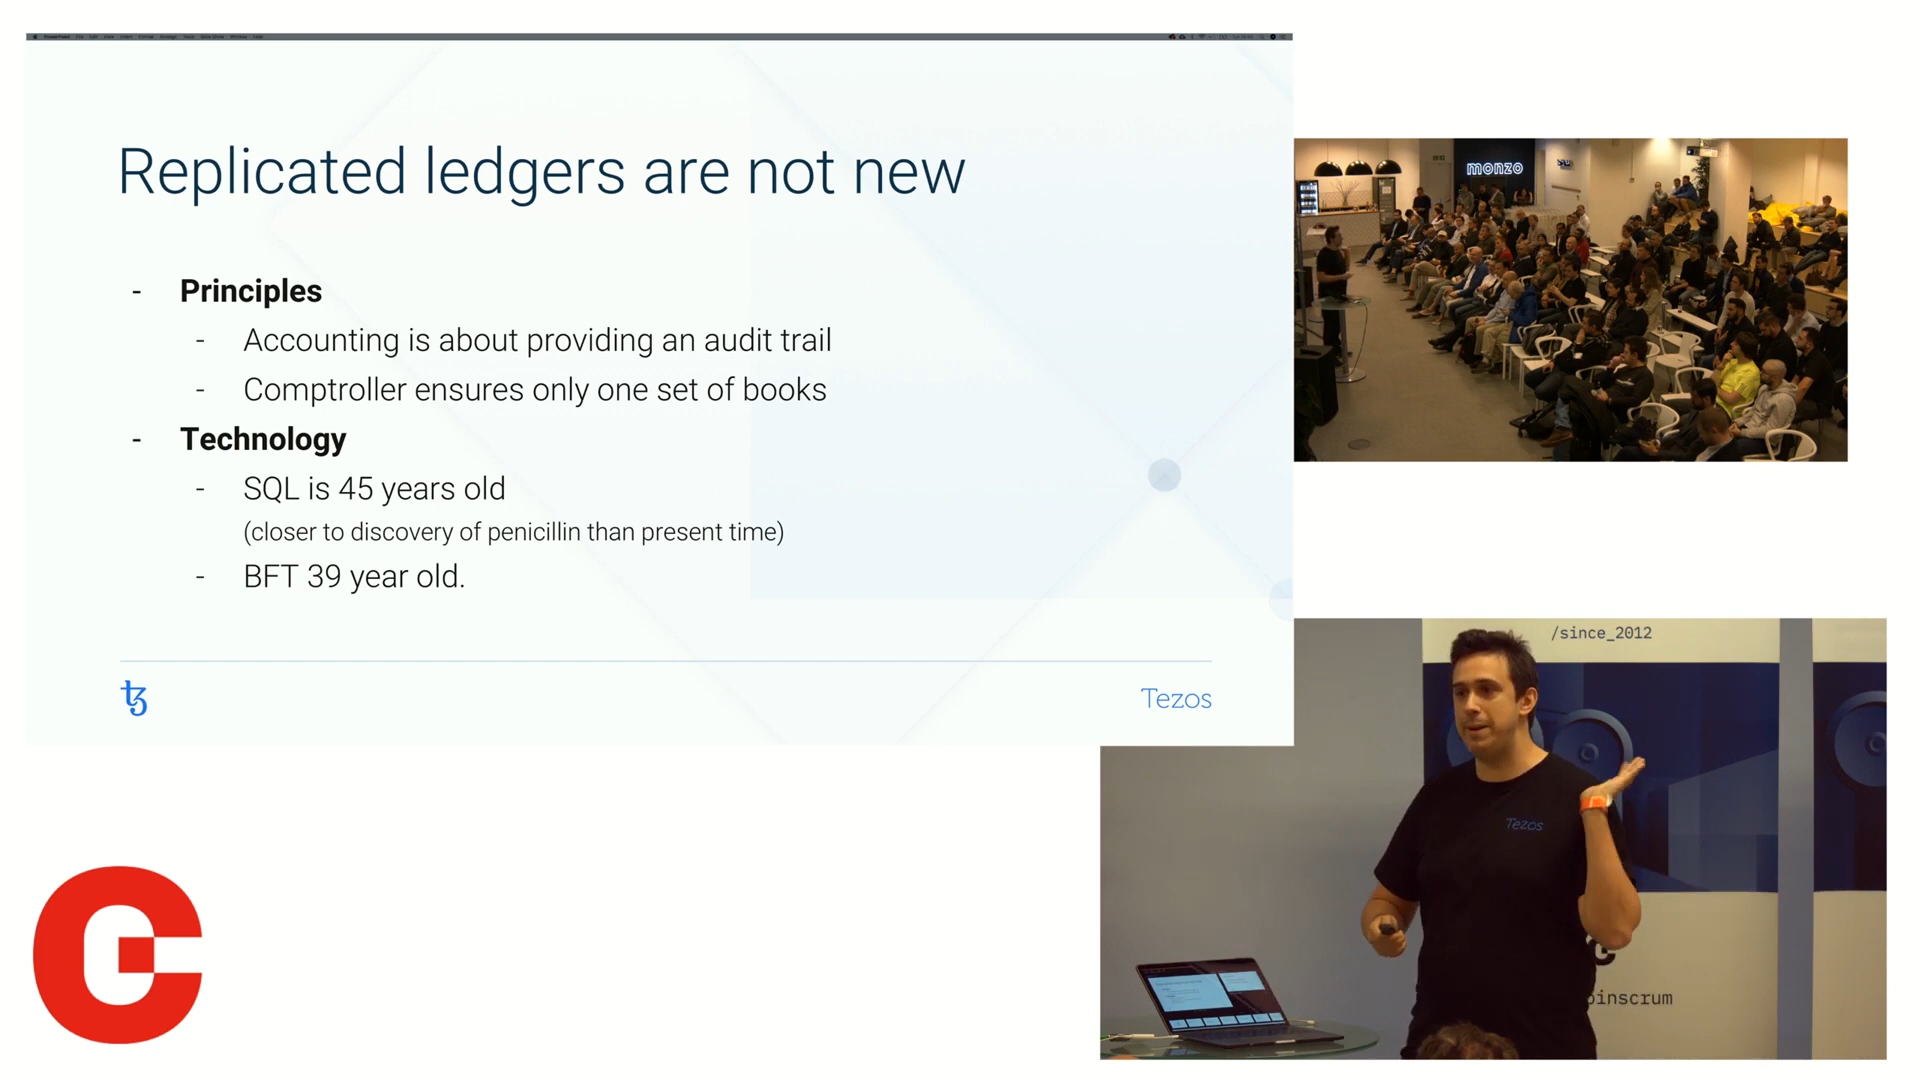 Replicated ledgers are not new
- Principles
- Accounting is about providing an audit trail
- Comptroller ensures only one set of books
- Technology
- SQL is 45 years old
(closer to discovery of penicillin than present time)
- BFT 39 year old.
Tezos
monzo
/since_2012
Tezos
oinscrum